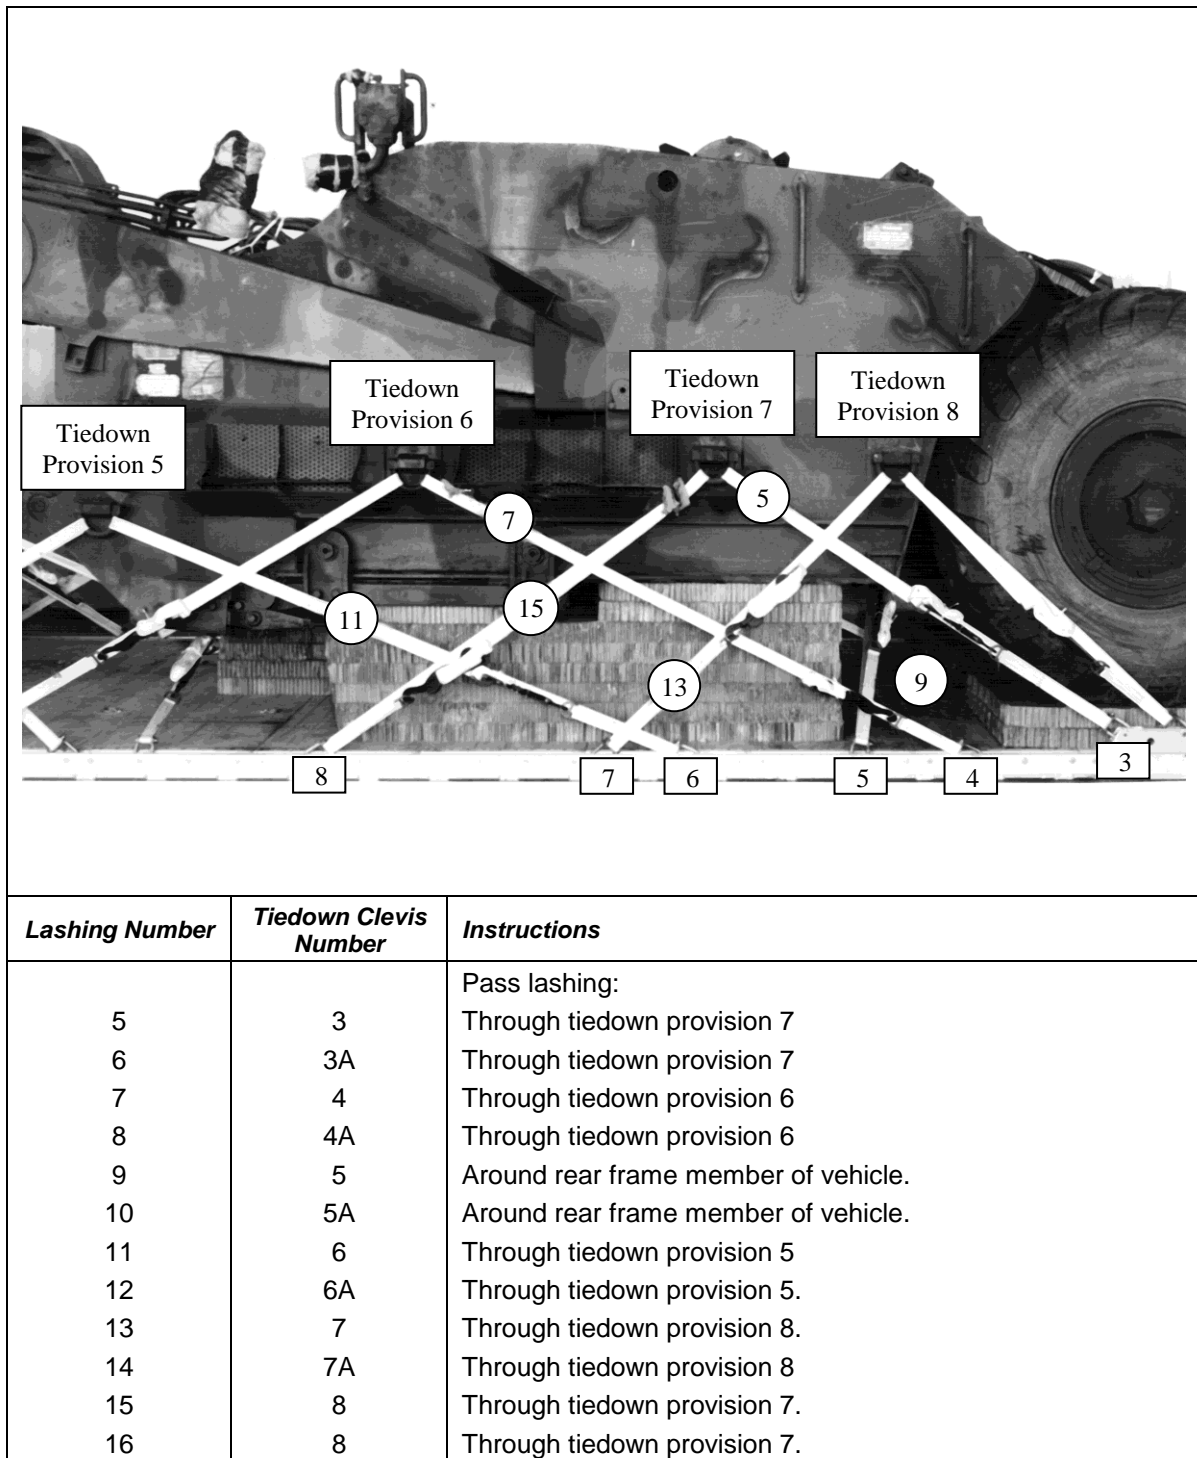 Tiedown
Provision 5
Tiedown
Provision 6
Tiedown
Provision 7
Tiedown
Provision 8
7
5
11
15
13
9
8
7
6
5
4
3
Lashing Number Tiedown Clevis Number Instructions
Pass lashing:
5 3 Through tiedown provision 7
6 3A Through tiedown provision 7
7 4 Through tiedown provision 6
8 4A Through tiedown provision 6
9 5 Around rear frame member of vehicle.
10 5A Around rear frame member of vehicle.
11 6 Through tiedown provision 5
12 6A Through tiedown provision 5.
13 7 Through tiedown provision 8.
14 7A Through tiedown provision 8
15 8 Through tiedown provision 7.
16 8 Through tiedown provision 7.